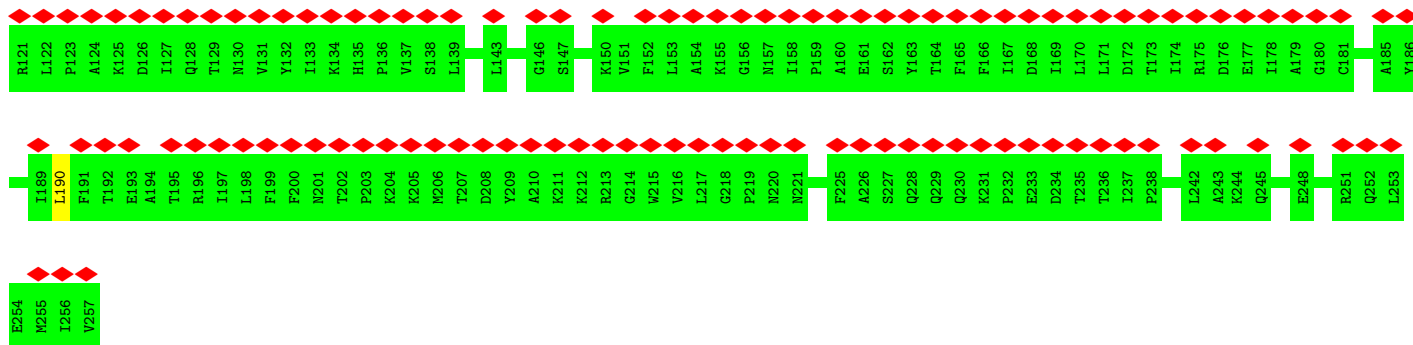 R121 L122 P123 A124 K125 D126 I127 Q128 T129 N130 V131 Y132 I133 K134 H135 P136 V137 S138 L139 L143 G146 S147 K150 V151 F152 L153 A154 K155 G156 N157 I158 P159 A160 E161 S162 Y163 T164 F165 F166 I167 D168 I169 L170 L171 D172 T173 I174 R175 D176 E177 I178 A179 G180 C181 A185 Y186
I189 L190 F191 T192 E193 A194 T195 R196 I197 L198 F199 F200 N201 T202 P203 K204 K205 M206 T207 D208 Y209 A210 K211 K212 R213 G214 W215 V216 L217 G218 P219 N220 N221 F225 A226 S227 Q228 Q229 Q230 K231 P232 E233 D234 T235 T236 I237 P238 L242 A243 K244 Q245 E248 R251 Q252 L253
E254 M255 I256 V257